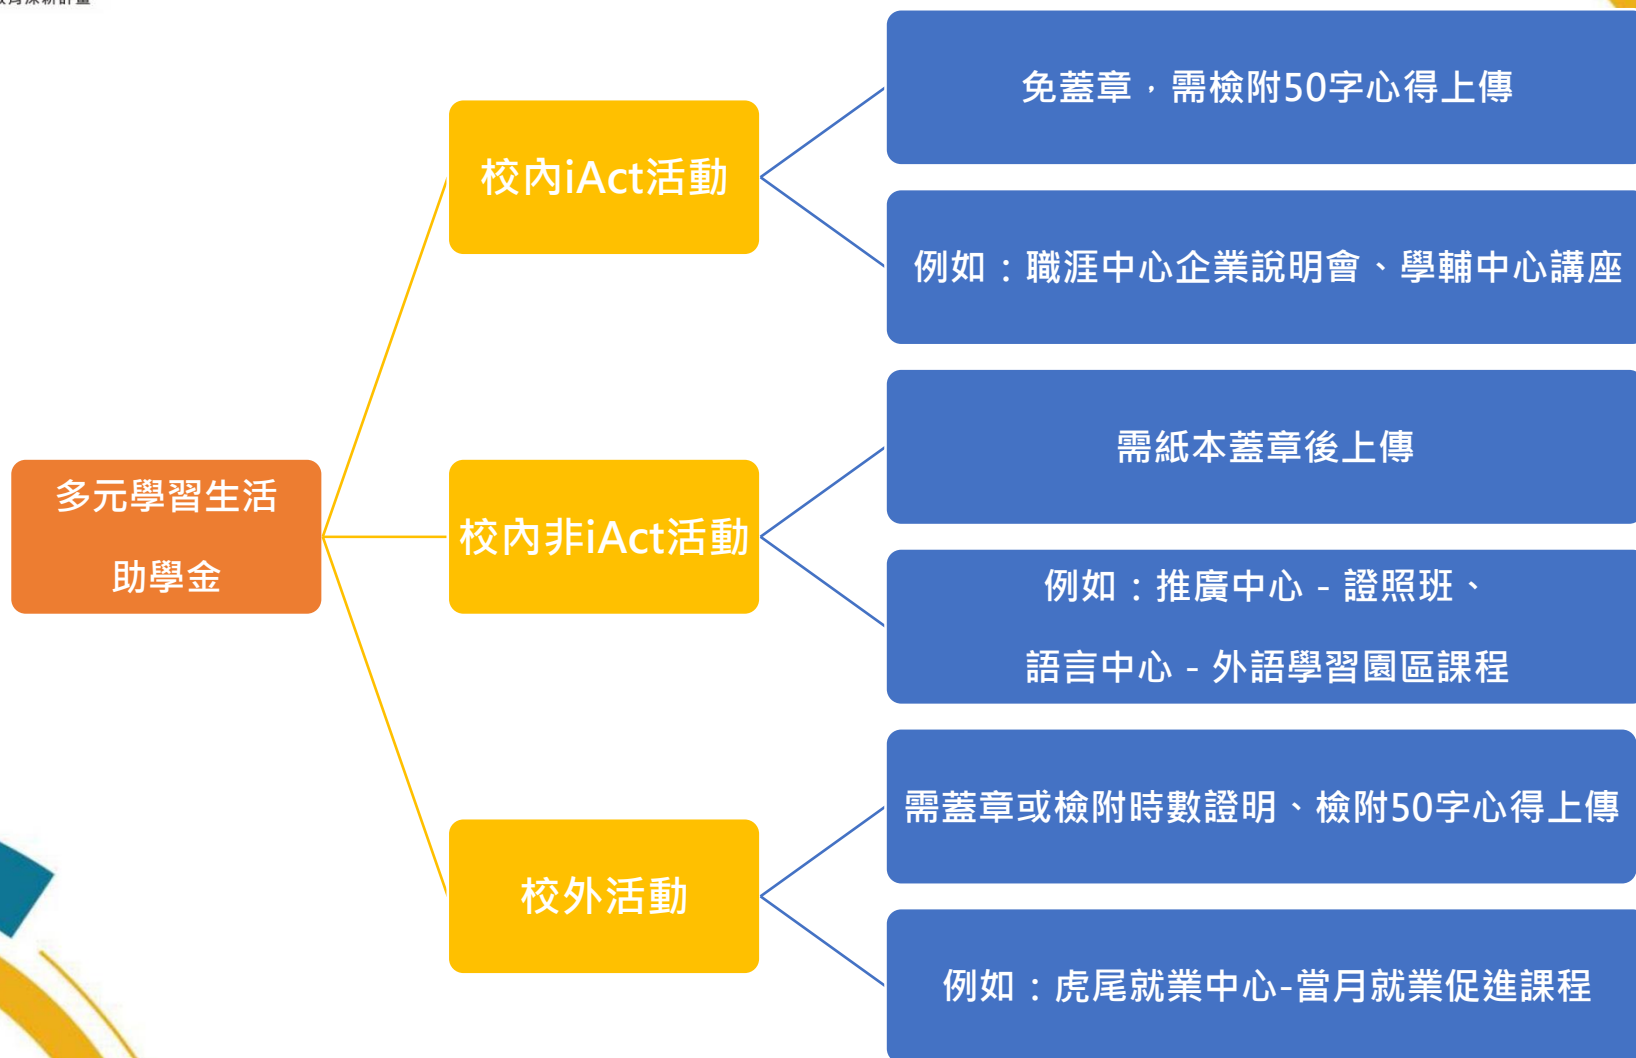 免蓋章，需檢附50字心得上傳
校內iAct活動
例如：職涯中心企業說明會、學輔中心講座
需紙本蓋章後上傳
多元學習生活
助學金
校內非iAct活動
例如：推廣中心 - 證照班、
語言中心 - 外語學習園區課程
需蓋章或檢附時數證明、檢附50字心得上傳
校外活動
例如：虎尾就業中心-當月就業促進課程